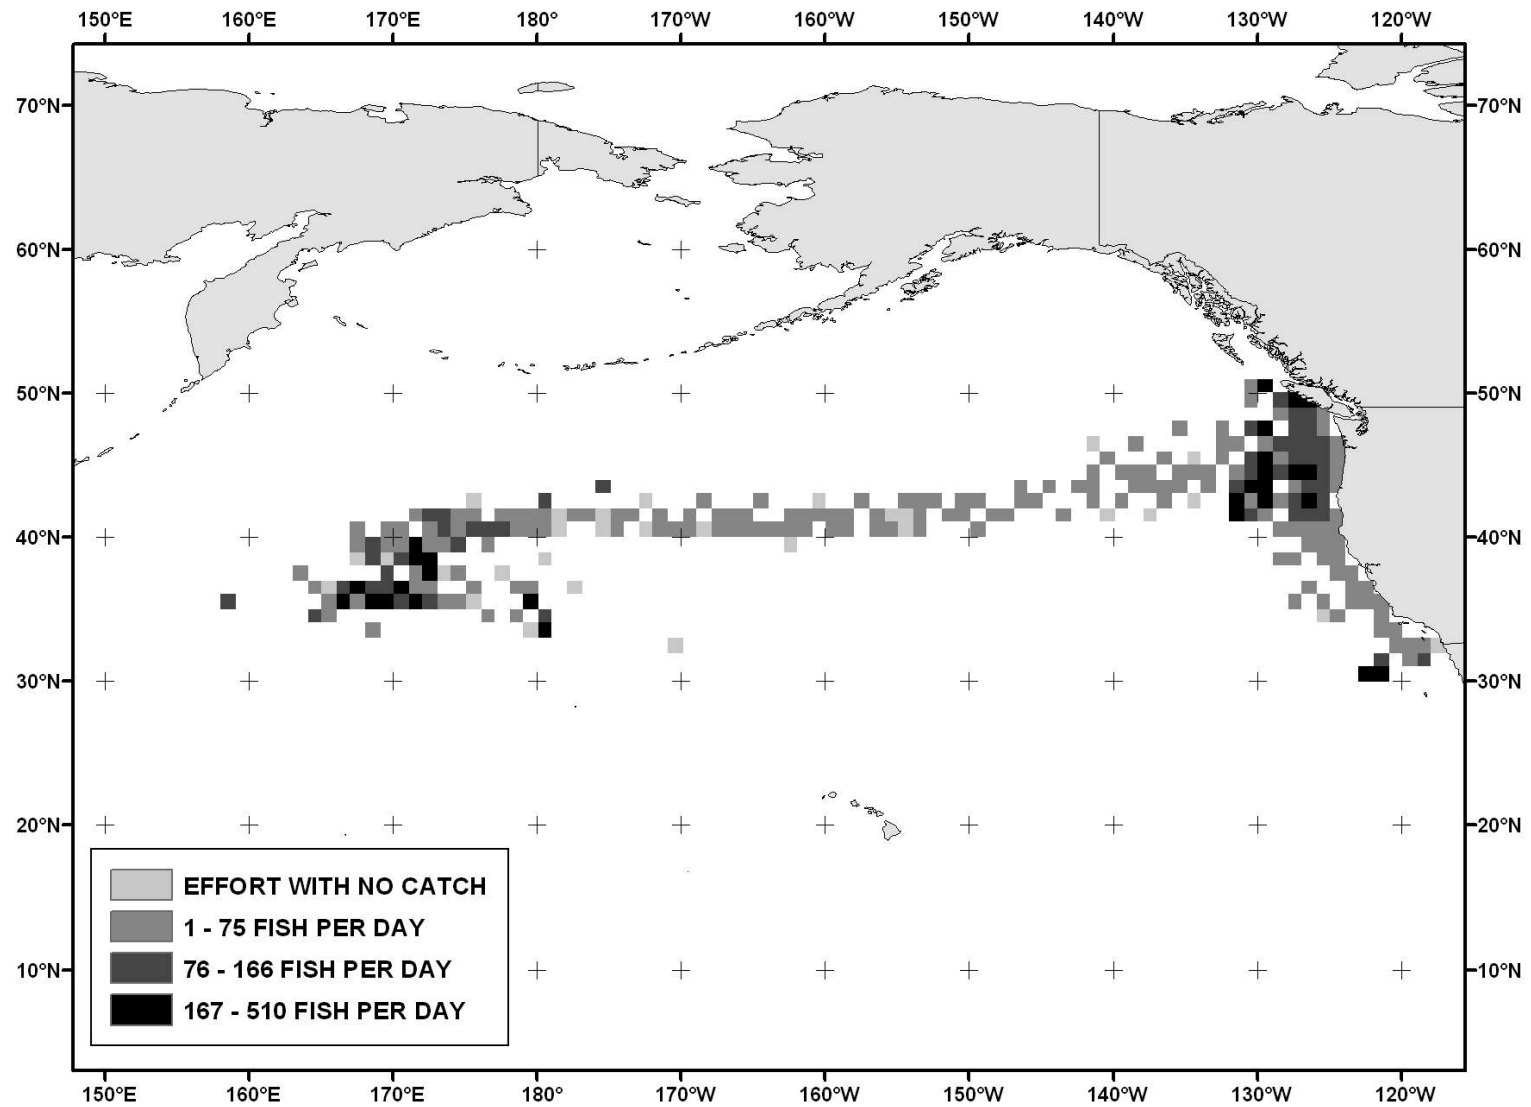 150°E 160°E 170°E 180° 170°W 160°W 150°W 140°W 130°W 120°W
70°N 70°N
60°N 60°N
50°N 50°N
40°N 40°N
30°N 30°N
20°N 20°N
EFFORT WITH NO CATCH
1 - 75 FISH PER DAY
76 - 166 FISH PER DAY
10°N 10°N
167 - 510 FISH PER DAY
150°E 160°E 170°E 180° 170°W 160°W 150°W 140°W 130°W 120°W